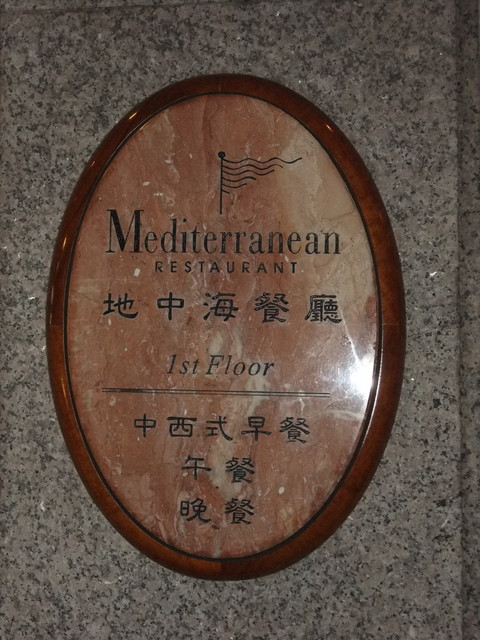 Mediterranean
RESTAURANT
地中海餐廳
1st Floor
中西式早餐
午餐
晚餐